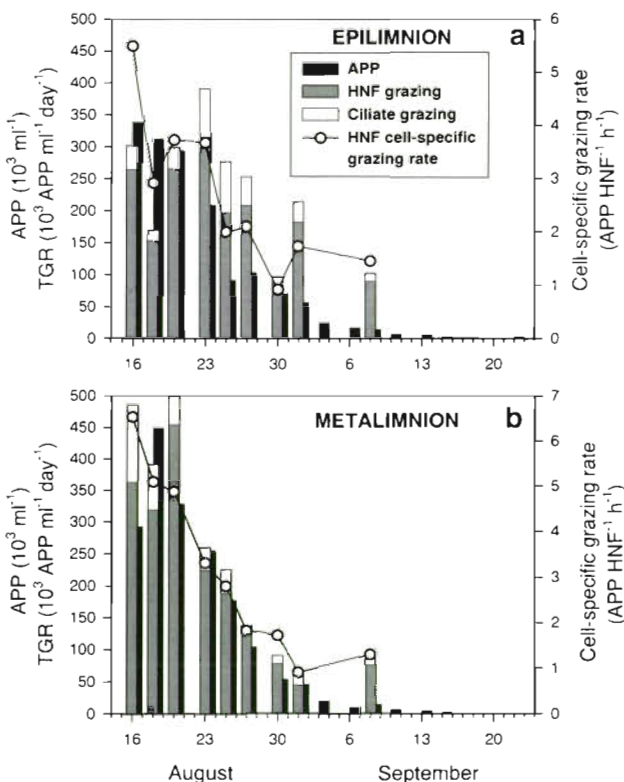 EPILIMNION a
APP
HNF grazing
Ciliate grazing
HNF cell-specific
grazing rate
APP (10³ ml⁻¹)
TGR (10³ APP ml⁻¹ day⁻¹)
500
450
400
350
300
250
200
150
100
50
0
6
5
4
3
2
1
0
Cell-specific grazing rate
(APP HNF⁻¹ h⁻¹)
16 23 30 6 13 20
METALIMNION b
APP (10³ ml⁻¹)
TGR (10³ APP ml⁻¹ day⁻¹)
500
450
400
350
300
250
200
150
100
50
0
7
6
5
4
3
2
1
0
Cell-specific grazing rate
(APP HNF⁻¹ h⁻¹)
16 23 30 6 13 20
August September